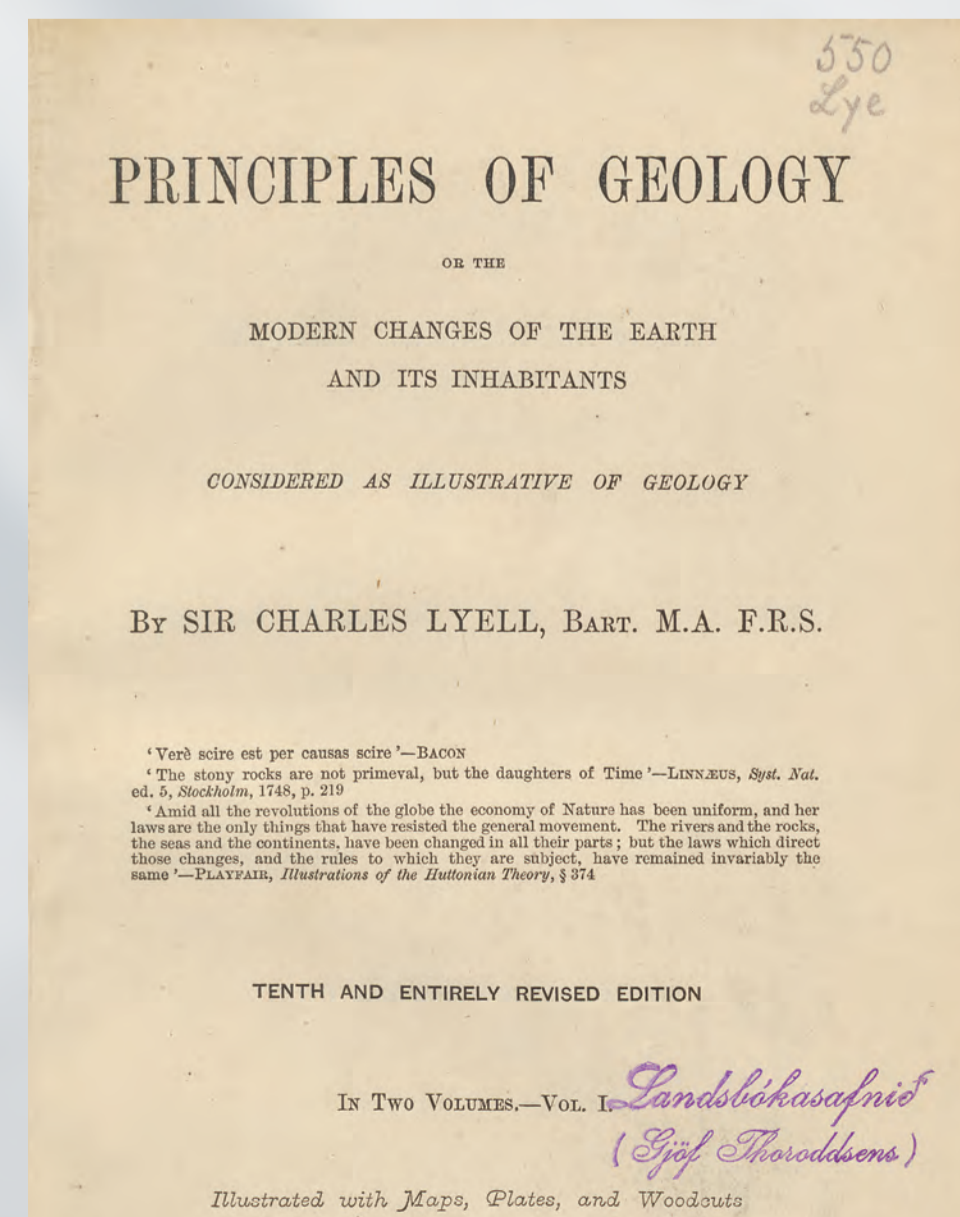 550
Lye
PRINCIPLES OF GEOLOGY
OR THE
MODERN CHANGES OF THE EARTH
AND ITS INHABITANTS
CONSIDERED AS ILLUSTRATIVE OF GEOLOGY
BY SIR CHARLES LYELL, BART. M.A. F.R.S.
‘Verè scire est per causas scire’—BACON
‘The stony rocks are not primeval, but the daughters of Time’—LINNÆUS, Syst. Nat.
ed. 5, Stockholm, 1748, p. 219
‘Amid all the revolutions of the globe the economy of Nature has been uniform, and her
laws are the only things that have resisted the general movement. The rivers and the rocks,
the seas and the continents, have been changed in all their parts; but the laws which direct
those changes, and the rules to which they are subject, have remained invariably the
same’—PLAYFAIR, Illustrations of the Huttonian Theory, § 374
TENTH AND ENTIRELY REVISED EDITION
IN TWO VOLUMES.—VOL. I.
Landsbókasafnið
(Gjöf Thoroddsens)
Illustrated with Maps, Plates, and Woodcuts